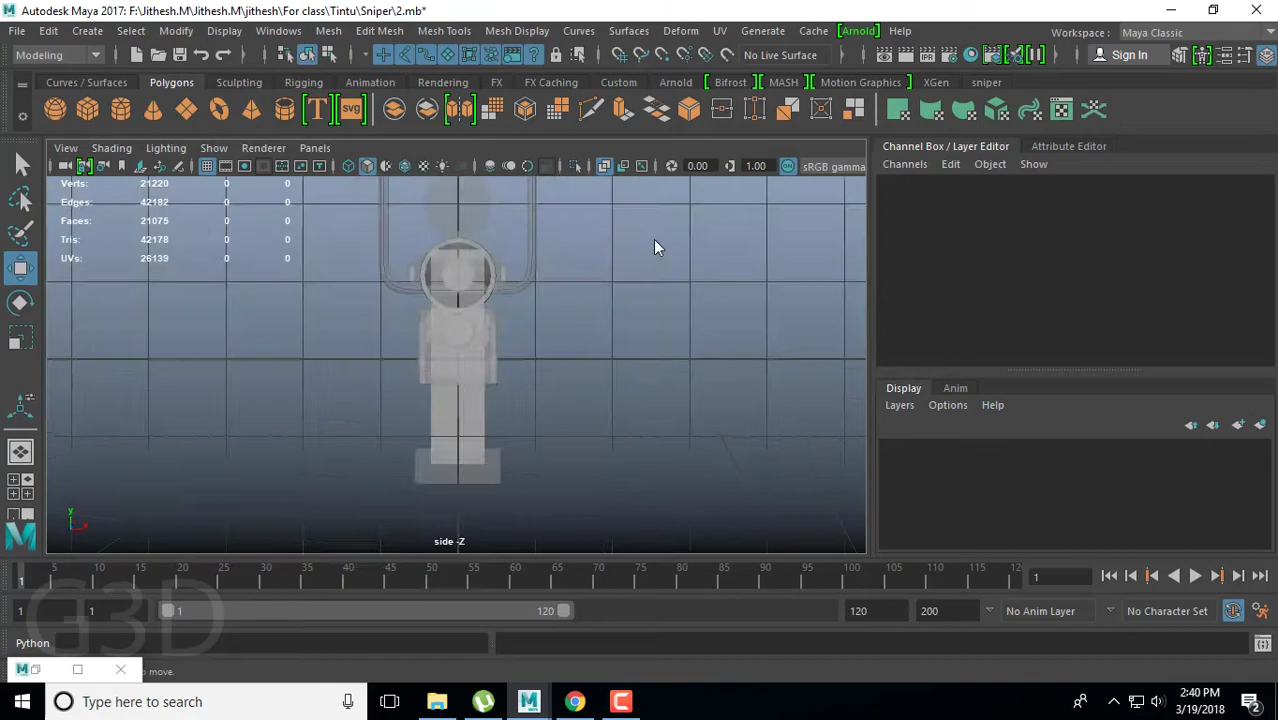 Autodesk Maya 2017: F:\Jithesh.M\Jithesh.M\jithesh\For class\Tintu\Sniper\2.mb*
File Edit Create Select Modify Display Windows Mesh Edit Mesh Mesh Tools Mesh Display Curves Surfaces Deform UV Generate Cache Arnold Help Workspace : Maya Classic
Modeling No Live Surface Sign In
Curves / Surfaces Polygons Sculpting Rigging Animation Rendering FX FX Caching Custom Arnold Bifrost MASH Motion Graphics XGen sniper
T svg
View Shading Lighting Show Renderer Panels Channel Box / Layer Editor Attribute Editor
0.00 1.00 sRGB gamma Channels Edit Object Show
Verts: 21220 0 0
Edges: 42182 0 0
Faces: 21075 0 0
Tris: 42178 0 0
UVs: 26139 0 0
Display Anim
Layers Options Help
y x
side -Z
5 10 15 20 25 30 35 40 45 50 55 60 65 70 75 80 85 90 95 100 105 110 115 12
1 1
G3D
1 1 1 120 120 200 No Anim Layer No Character Set
Python
to move.
Type here to search
2:40 PM
3/19/2018
2